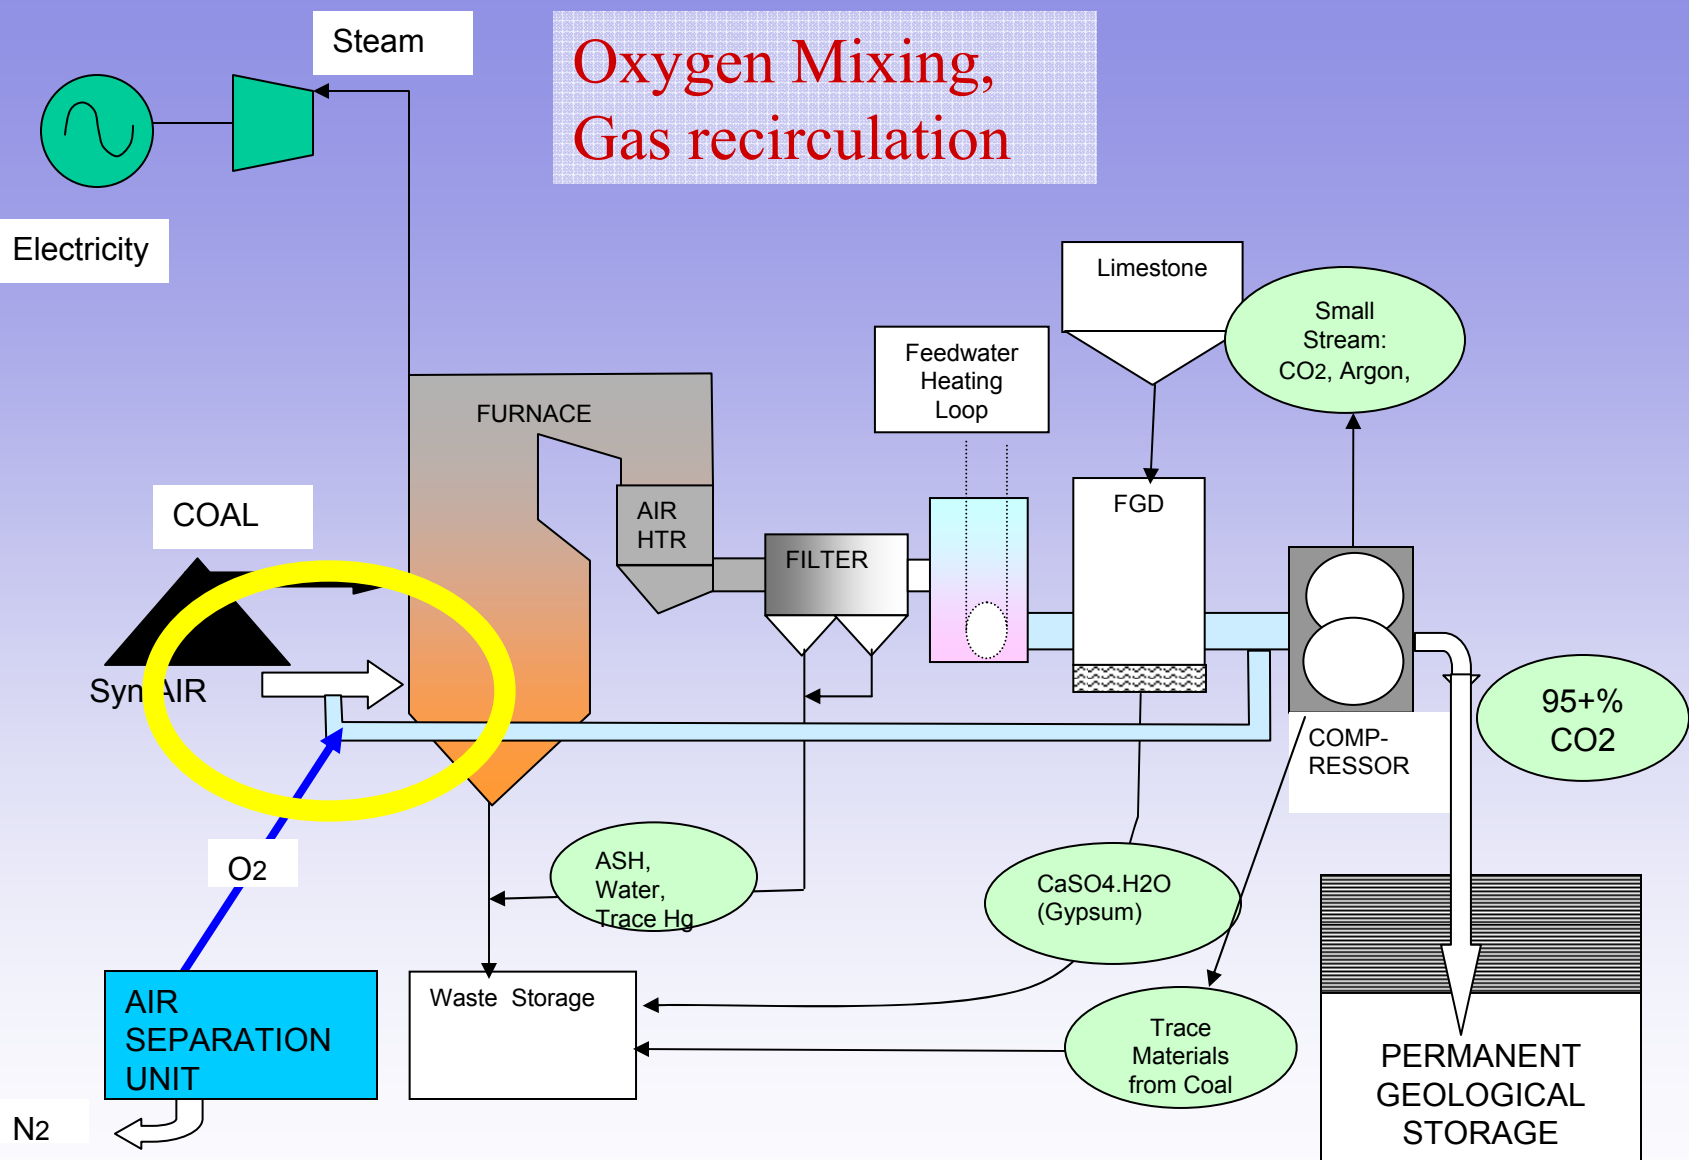 Steam
Oxygen Mixing,
Gas recirculation
Electricity
Limestone
Small
Stream:
CO2, Argon,
Feedwater
Heating
Loop
FURNACE
COAL
AIR
HTR
FILTER
FGD
Syn AIR
95+%
CO2
COMP-
RESSOR
O2
ASH,
Water,
Trace Hg
CaSO4.H2O
(Gypsum)
AIR
SEPARATION
UNIT
Waste Storage
Trace
Materials
from Coal
PERMANENT
GEOLOGICAL
STORAGE
N2